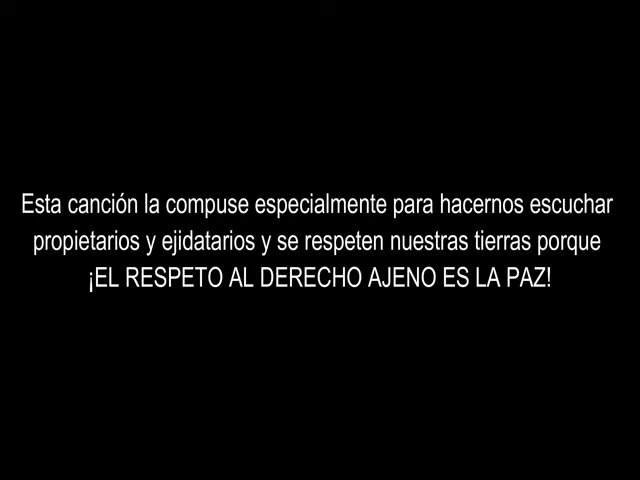 Esta canción la compuse especialmente para hacernos escuchar
propietarios y ejidatarios y se respeten nuestras tierras porque
¡EL RESPETO AL DERECHO AJENO ES LA PAZ!